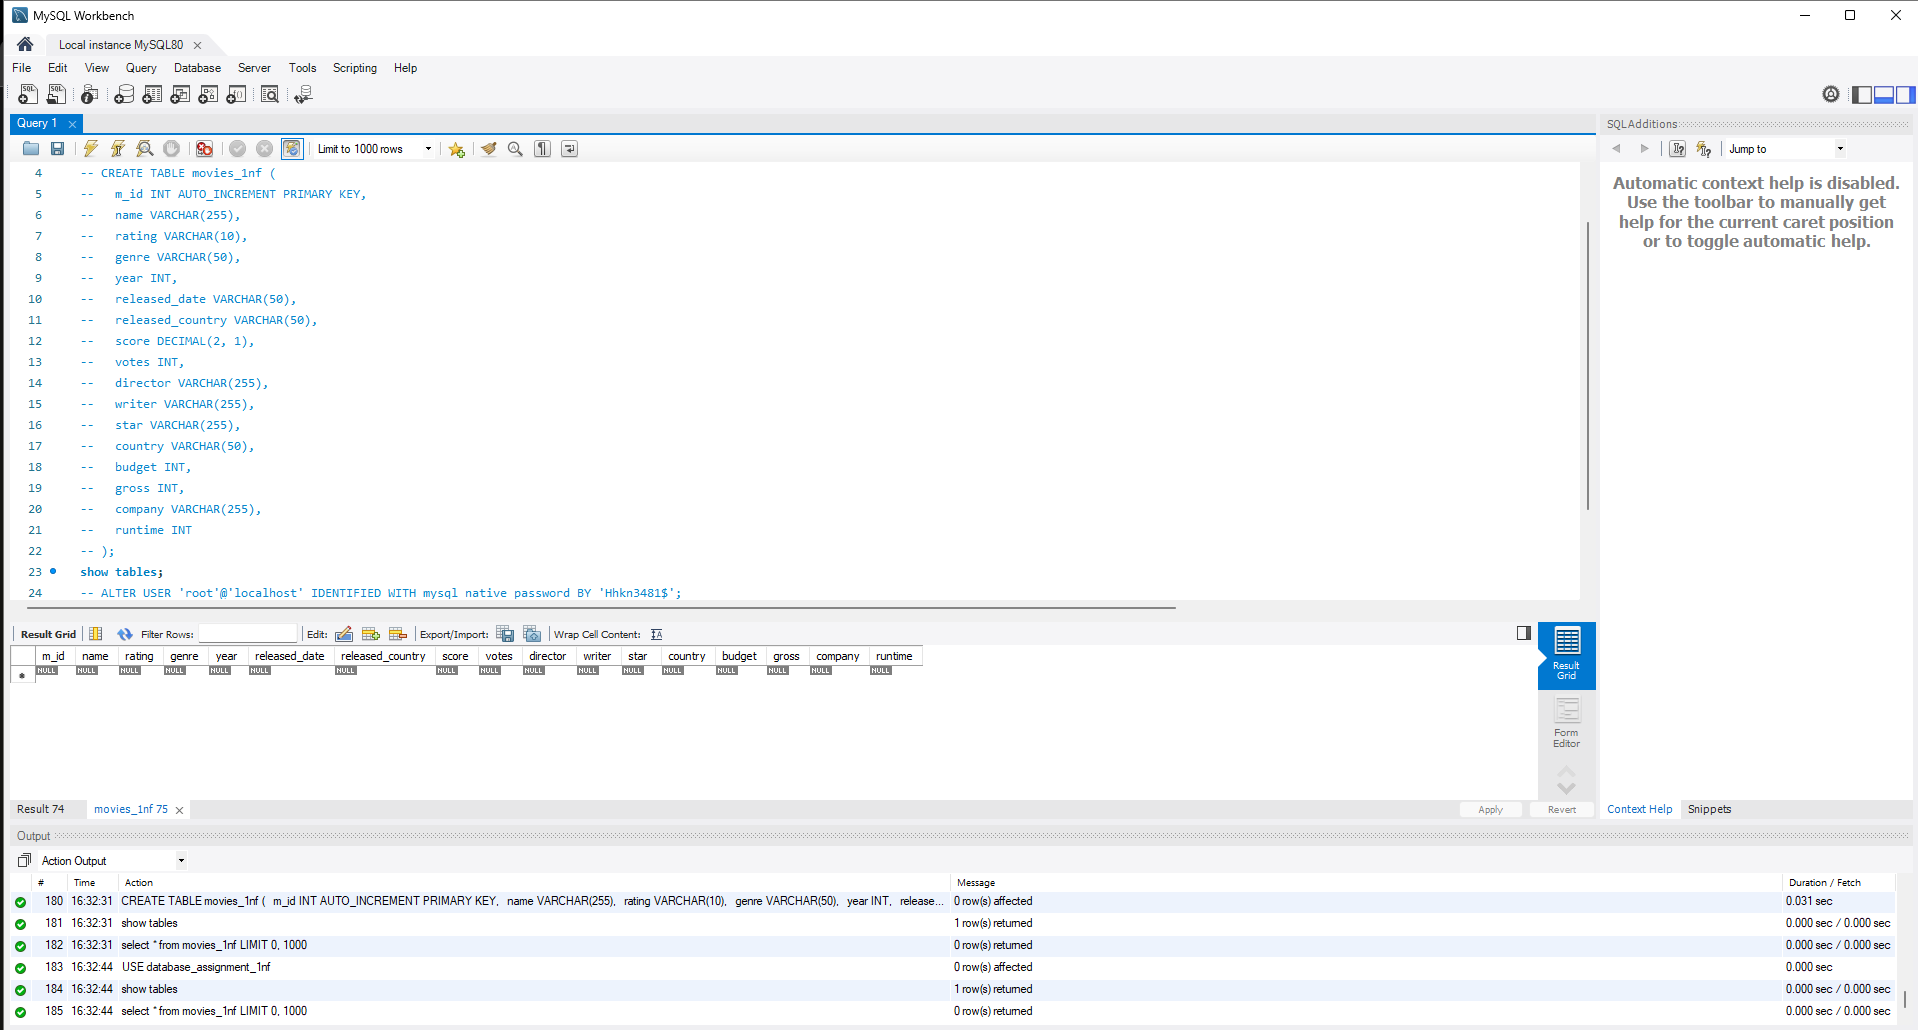 MySQL Workbench
Local instance MySQL80
File Edit View Query Database Server Tools Scripting Help
Query 1
Limit to 1000 rows
4 -- CREATE TABLE movies_1nf (
5 -- m_id INT AUTO_INCREMENT PRIMARY KEY,
6 -- name VARCHAR(255),
7 -- rating VARCHAR(10),
8 -- genre VARCHAR(50),
9 -- year INT,
10 -- released_date VARCHAR(50),
11 -- released_country VARCHAR(50),
12 -- score DECIMAL(2, 1),
13 -- votes INT,
14 -- director VARCHAR(255),
15 -- writer VARCHAR(255),
16 -- star VARCHAR(255),
17 -- country VARCHAR(50),
18 -- budget INT,
19 -- gross INT,
20 -- company VARCHAR(255),
21 -- runtime INT
22 -- );
23 show tables;
24 -- ALTER USER 'root'@'localhost' IDENTIFIED WITH mysql native password BY 'Hhkn3481$';
SQLAdditions
Jump to
Automatic context help is disabled.
Use the toolbar to manually get
help for the current caret position
or to toggle automatic help.
Result Grid Filter Rows: Edit: Export/Import: Wrap Cell Content:
m_id name rating genre year released_date released_country score votes director writer star country budget gross company runtime
NULL NULL NULL NULL NULL NULL NULL NULL NULL NULL NULL NULL NULL NULL NULL NULL NULL
Result
Grid
Form
Editor
Result 74 movies_1nf 75
Apply Revert
Context Help Snippets
Output
Action Output
# Time Action Message Duration / Fetch
180 16:32:31 CREATE TABLE movies_1nf ( m_id INT AUTO_INCREMENT PRIMARY KEY, name VARCHAR(255), rating VARCHAR(10), genre VARCHAR(50), year INT, release... 0 row(s) affected 0.031 sec
181 16:32:31 show tables 1 row(s) returned 0.000 sec / 0.000 sec
182 16:32:31 select * from movies_1nf LIMIT 0, 1000 0 row(s) returned 0.000 sec / 0.000 sec
183 16:32:44 USE database_assignment_1nf 0 row(s) affected 0.000 sec
184 16:32:44 show tables 1 row(s) returned 0.000 sec / 0.000 sec
185 16:32:44 select * from movies_1nf LIMIT 0, 1000 0 row(s) returned 0.000 sec / 0.000 sec